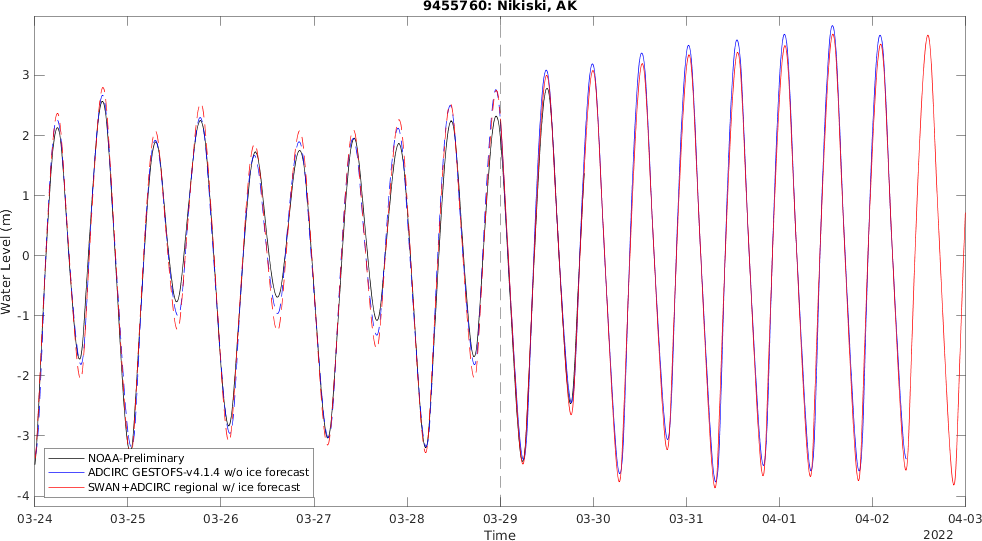 9455760: Nikiski, AK
Water Level (m)
3
2
1
0
-1
-2
-3
-4
NOAA-Preliminary
ADCIRC GESTOFS-v4.1.4 w/o ice forecast
SWAN+ADCIRC regional w/ ice forecast
03-24 03-25 03-26 03-27 03-28 03-29 03-30 03-31 04-01 04-02 04-03
Time
2022